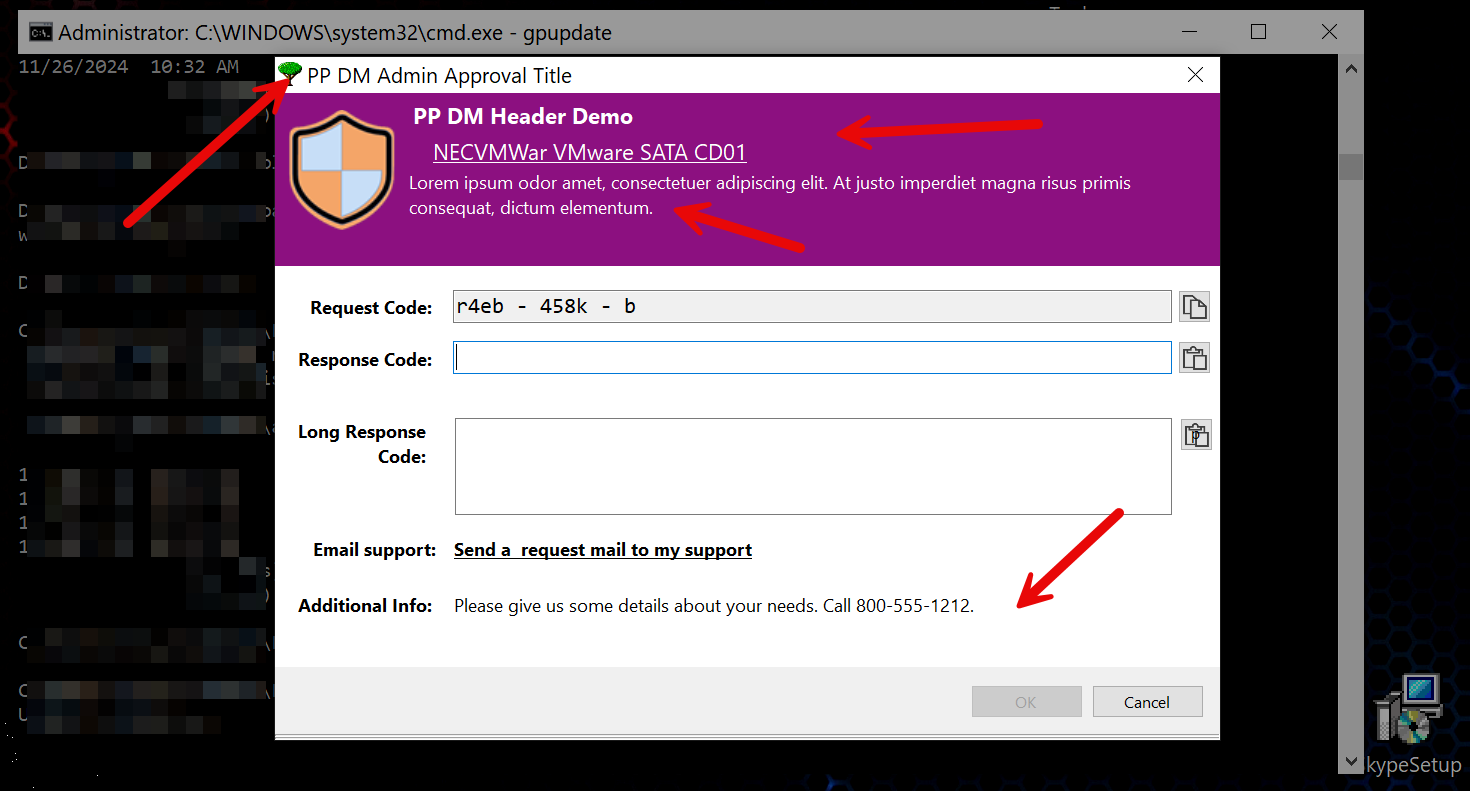 Administrator: C:\WINDOWS\system32\cmd.exe - gpupdate
11/26/2024 10:32 AM
PP DM Admin Approval Title
PP DM Header Demo
NECVMWar VMware SATA CD01
Lorem ipsum odor amet, consectetuer adipiscing elit. At justo imperdiet magna risus primis
consequat, dictum elementum.
Request Code:
r4eb - 458k - b
Response Code:
Long Response
Code:
Email support:
Send a request mail to my support
Additional Info:
Please give us some details about your needs. Call 800-555-1212.
OK
Cancel
kypeSetup